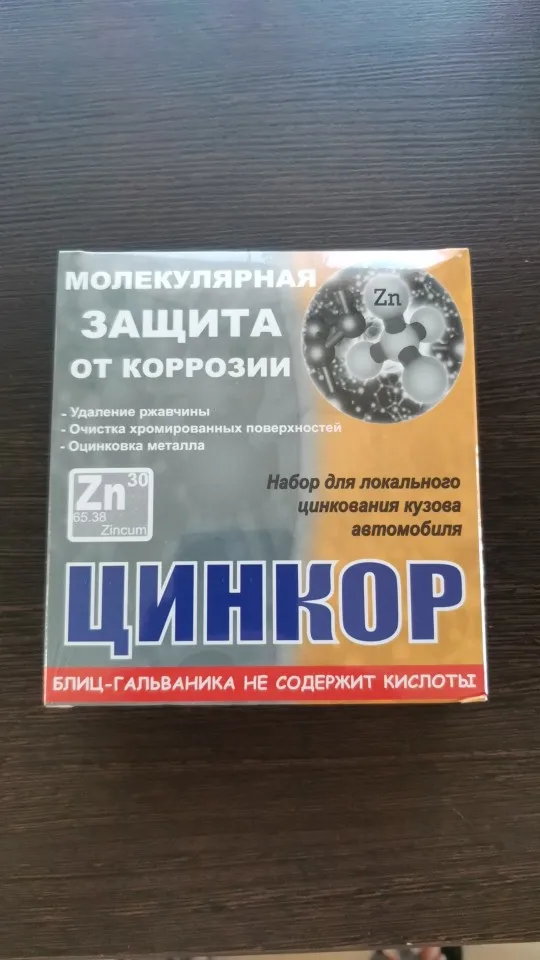 МОЛЕКУЛЯРНАЯ
ЗАЩИТА
ОТ КОРРОЗИИ
Zn
- Удаление ржавчины
- Очистка хромированных поверхностей
- Оцинковка металла
Zn 30
65.38
Zincum
Набор для локального
цинкования кузова
автомобиля
ЦИНКОР
БЛИЦ-ГАЛЬВАНИКА НЕ СОДЕРЖИТ КИСЛОТЫ